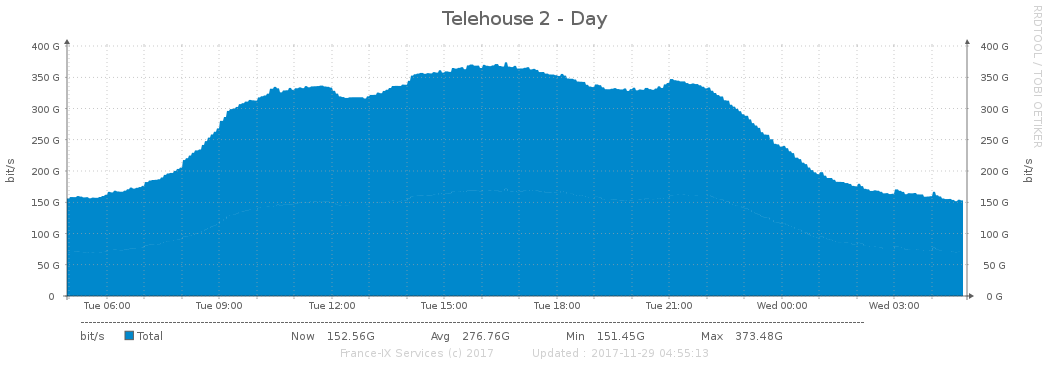 Telehouse 2 - Day
RRDTOOL / TOBI OETIKER
bit/s
bit/s
400 G 400 G
350 G 350 G
300 G 300 G
250 G 250 G
200 G 200 G
150 G 150 G
100 G 100 G
50 G 50 G
0 0 G
Tue 06:00 Tue 09:00 Tue 12:00 Tue 15:00 Tue 18:00 Tue 21:00 Wed 00:00 Wed 03:00
bit/s Total Now 152.56G Avg 276.76G Min 151.45G Max 373.48G
France-IX Services (c) 2017 Updated : 2017-11-29 04:55:13